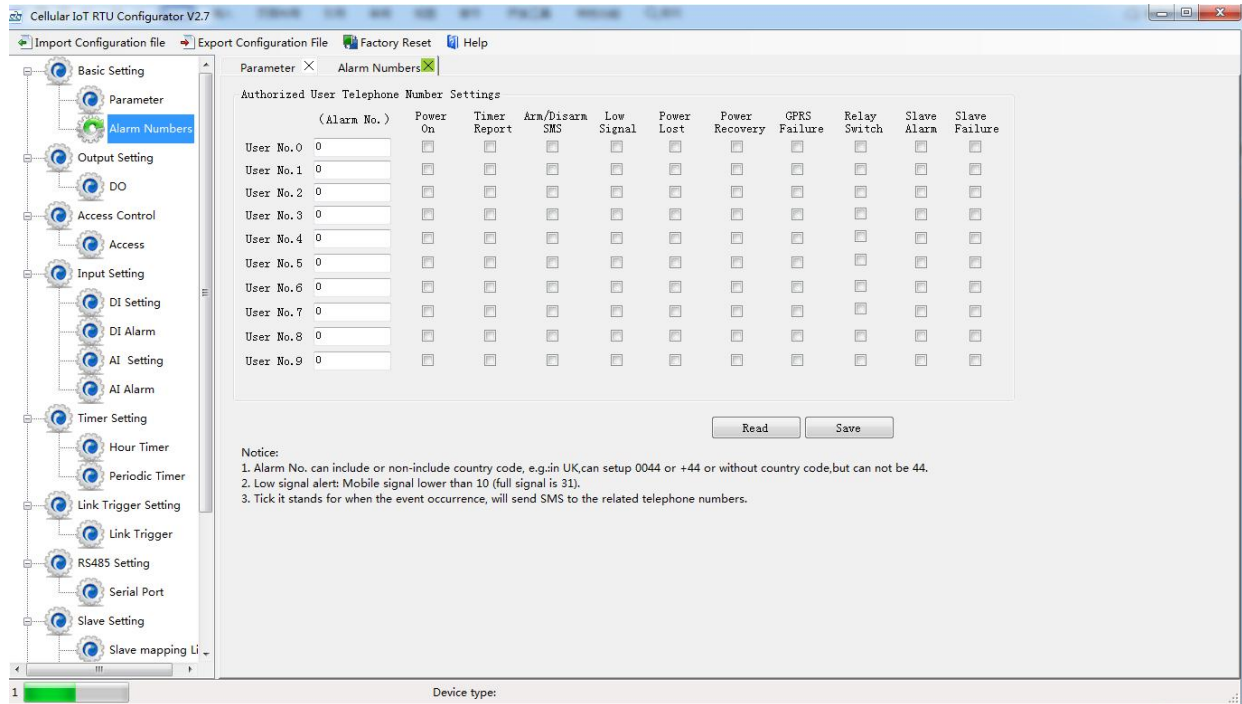 Cellular IoT RTU Configurator V2.7
Import Configuration file Export Configuration File Factory Reset Help
Basic Setting
Parameter
Alarm Numbers
Output Setting
DO
Access Control
Access
Input Setting
DI Setting
DI Alarm
AI Setting
AI Alarm
Timer Setting
Hour Timer
Periodic Timer
Link Trigger Setting
Link Trigger
RS485 Setting
Serial Port
Slave Setting
Slave mapping Li
Parameter Alarm Numbers
Authorized User Telephone Number Settings
(Alarm No.) Power Timer Arm/Disarm Low Power Power GPRS Relay Slave Slave
On Report SMS Signal Lost Recovery Failure Switch Alarm Failure
User No.0 0
User No.1 0
User No.2 0
User No.3 0
User No.4 0
User No.5 0
User No.6 0
User No.7 0
User No.8 0
User No.9 0
Read Save
Notice:
1. Alarm No. can include or non-include country code, e.g.:in UK,can setup 0044 or +44 or without country code,but can not be 44.
2. Low signal alert: Mobile signal lower than 10 (full signal is 31).
3. Tick it stands for when the event occurrence, will send SMS to the related telephone numbers.
1 Device type: